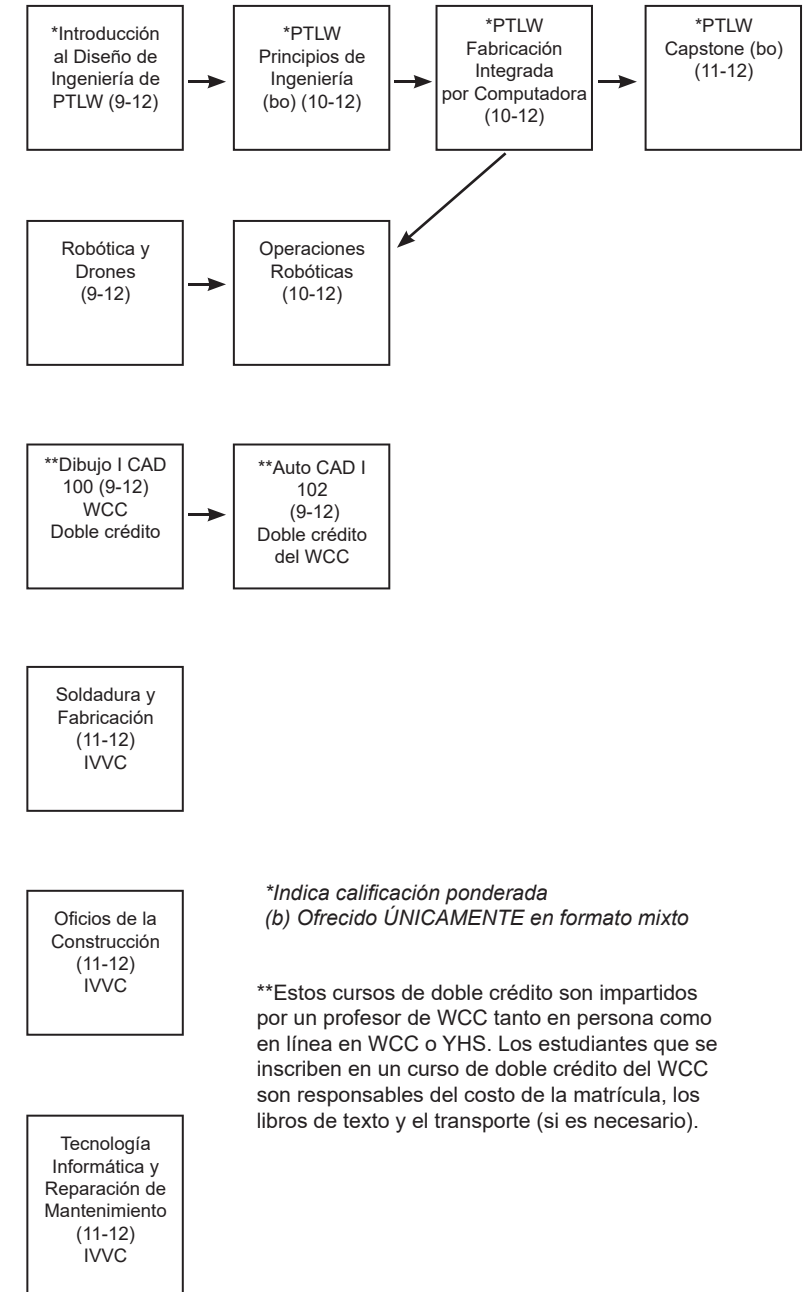 *Introducción
al Diseño de
Ingeniería de
PTLW (9-12)
*PTLW
Principios de
Ingeniería
(bo) (10-12)
*PTLW
Fabricación
Integrada
por Computadora
(10-12)
*PTLW
Capstone (bo)
(11-12)
Robótica y
Drones
(9-12)
Operaciones
Robóticas
(10-12)
**Dibujo I CAD
100 (9-12)
WCC
Doble crédito
**Auto CAD I
102
(9-12)
Doble crédito
del WCC
Soldadura y
Fabricación
(11-12)
IVVC
Oficios de la
Construcción
(11-12)
IVVC
*Indica calificación ponderada
(b) Ofrecido ÚNICAMENTE en formato mixto
**Estos cursos de doble crédito son impartidos
por un profesor de WCC tanto en persona como
en línea en WCC o YHS. Los estudiantes que se
inscriben en un curso de doble crédito del WCC
son responsables del costo de la matrícula, los
libros de texto y el transporte (si es necesario).
Tecnología
Informática y
Reparación de
Mantenimiento
(11-12)
IVVC